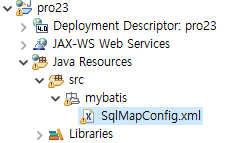 pro23
Deployment Descriptor: pro23
JAX-WS Web Services
Java Resources
src
mybatis
SqlMapConfig.xml
Libraries